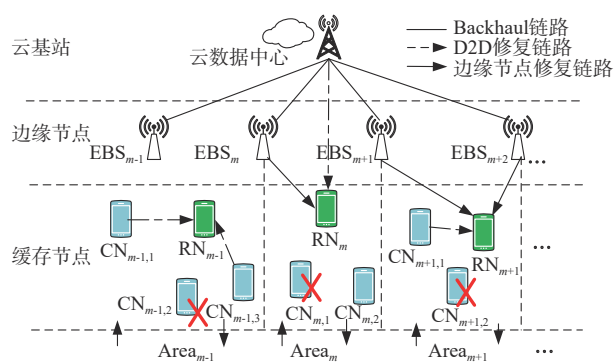 云基站
云数据中心
Backhaul链路
D2D修复链路
边缘节点修复链路
边缘节点
EBSm-1
EBSm
EBSm+1
EBSm+2
...
缓存节点
CNm-1,1
RNm-1
RNm
CNm+1,1
RNm+1
...
CNm-1,2
CNm-1,3
CNm,1
CNm,2
CNm+1,2
Aream-1
Aream
Aream+1
...